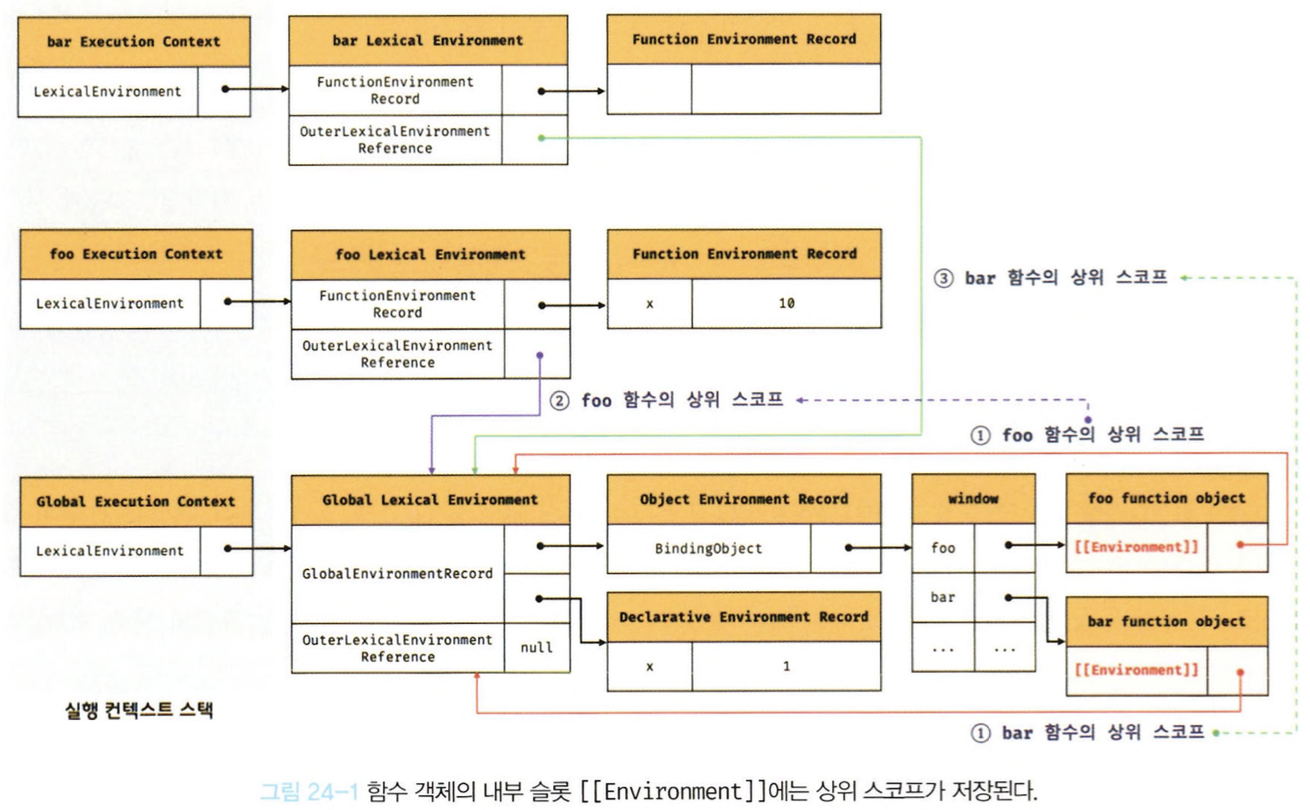 bar Execution Context
LexicalEnvironment
bar Lexical Environment
FunctionEnvironment
Record
OuterLexicalEnvironment
Reference
Function Environment Record
foo Execution Context
LexicalEnvironment
foo Lexical Environment
FunctionEnvironment
Record
OuterLexicalEnvironment
Reference
Function Environment Record
x 10
③ bar 함수의 상위 스코프
② foo 함수의 상위 스코프
① foo 함수의 상위 스코프
Global Execution Context
LexicalEnvironment
Global Lexical Environment
GlobalEnvironmentRecord
OuterLexicalEnvironment
Reference
null
Object Environment Record
BindingObject
Declarative Environment Record
x 1
window
foo
bar
... ...
foo function object
[[Environment]]
bar function object
[[Environment]]
① bar 함수의 상위 스코프
실행 컨텍스트 스택
그림 24-1 함수 객체의 내부 슬롯 [[Environment]]에는 상위 스코프가 저장된다.